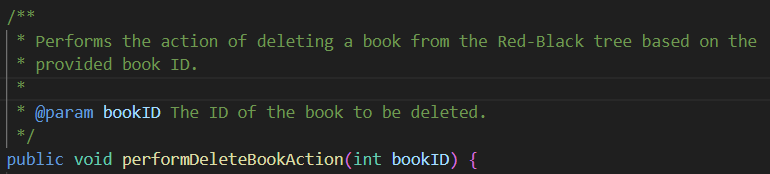 /**
* Performs the action of deleting a book from the Red-Black tree based on the
* provided book ID.
*
* @param bookID The ID of the book to be deleted.
*/
public void performDeleteBookAction(int bookID) {